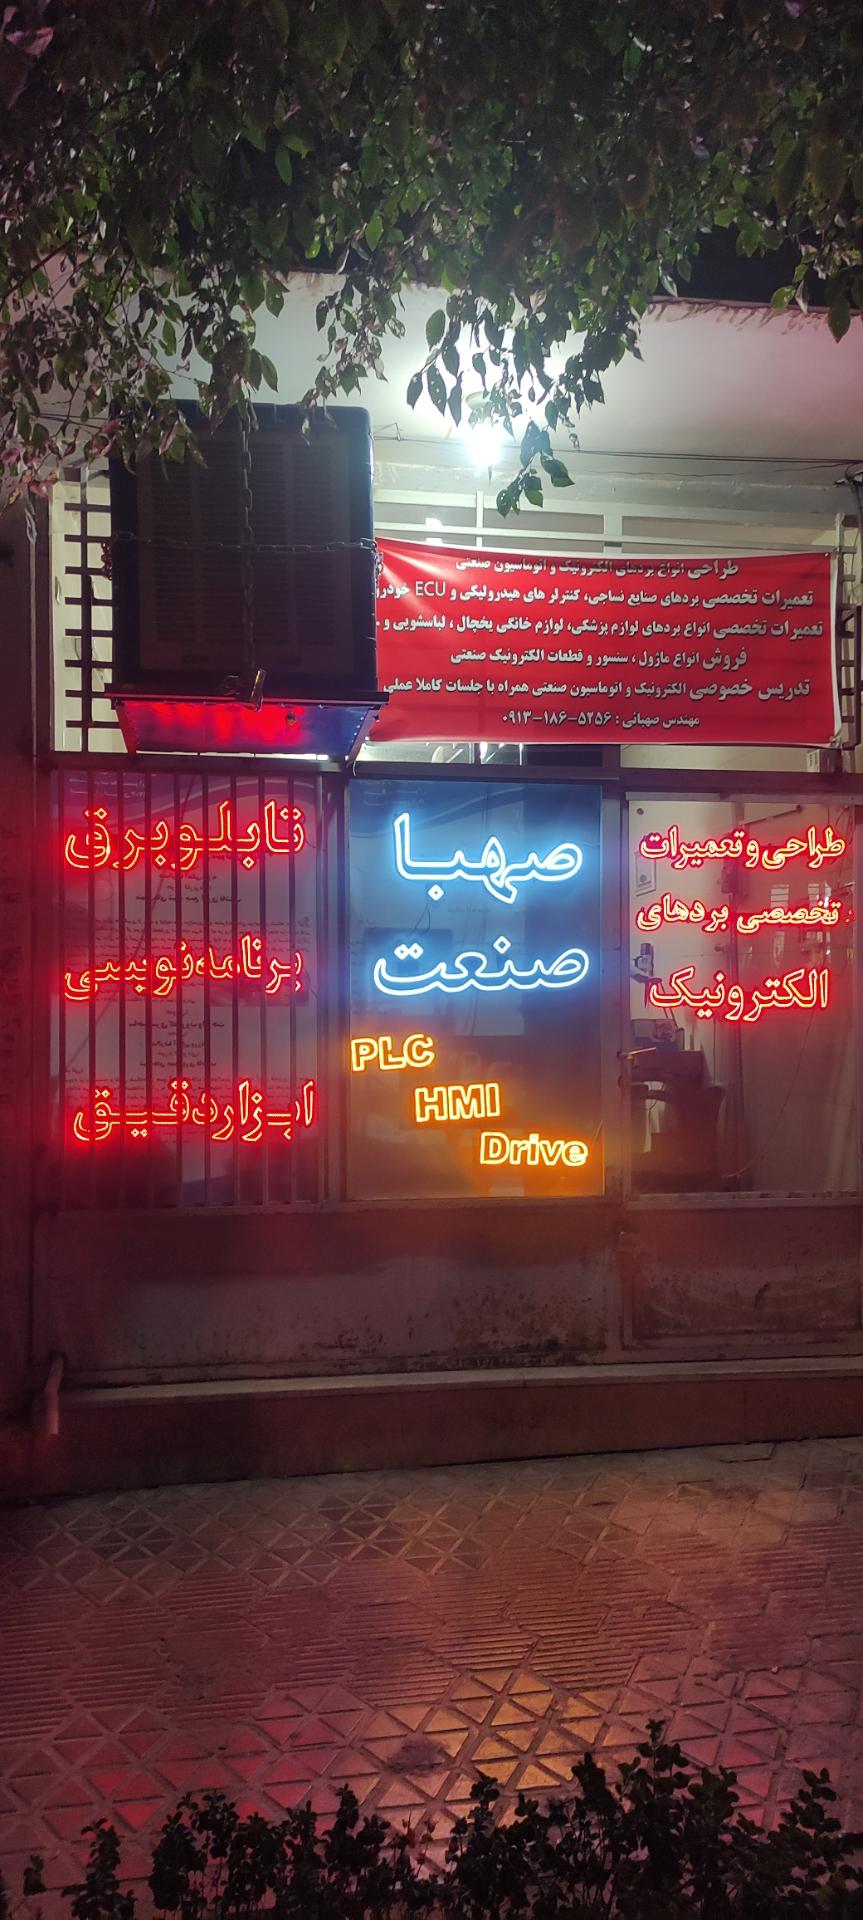 طراحی انواع بردهای الکترونیک و اتوماسیون صنعتی
تعمیرات تخصصی بردهای صنایع نساجی، کنترلر های هیدرولیکی و ECU خودرو
تعمیرات تخصصی انواع بردهای لوازم پزشکی، لوازم خانگی یخچال ، لباسشویی و
فروش انواع ماژول ، سنسور و قطعات الکترونیک صنعتی
تدریس خصوصی الکترونیک و اتوماسیون صنعتی همراه با جلسات کاملا عملی
مهندس صهبائی : ۵۲۵۶-۱۸۶-۰۹۱۳
طراحی و تعمیرات
تخصصی بردهای
الکترونیک
صهبا
صنعت
PLC
HMI
Drive
تابلو برق
برنامه نویسی
ابزار دقیق